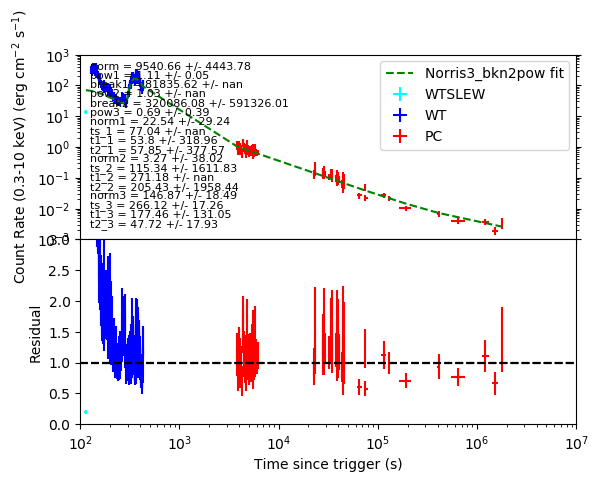 Count Rate (0.3-10 keV) (erg cm⁻² s⁻¹)
10³
10²
10¹
10⁰
10⁻¹
10⁻²
10⁻³
norm = 9540.66 +/- 4443.78
pow1 = 1.11 +/- 0.05
break1 +/- nan
pow2 = 1.03 +/- nan
break2 = 320086.08 +/- 591326.01
pow3 = 0.69 +/- 0.39
norm1 = 22.54 +/- 29.24
ts_1 = 77.04 +/- nan
t1_1 = 53.8 +/- 318.96
t2_1 = 57.85 +/- 377.57
norm2 = 3.27 +/- 38.02
ts_2 = 115.34 +/- 1611.83
t1_2 = 271.18 +/- nan
t2_2 = 205.43 +/- 1958.44
norm3 = 146.87 +/- 18.49
ts_3 = 266.12 +/- 17.26
t1_3 = 177.46 +/- 131.05
t2_3 = 47.72 +/- 17.93
Norris3_bkn2pow fit
WTSLEW
WT
PC
Residual
3.0
2.5
2.0
1.5
1.0
0.5
0.0
10²
10³
10⁴
10⁵
10⁶
10⁷
Time since trigger (s)